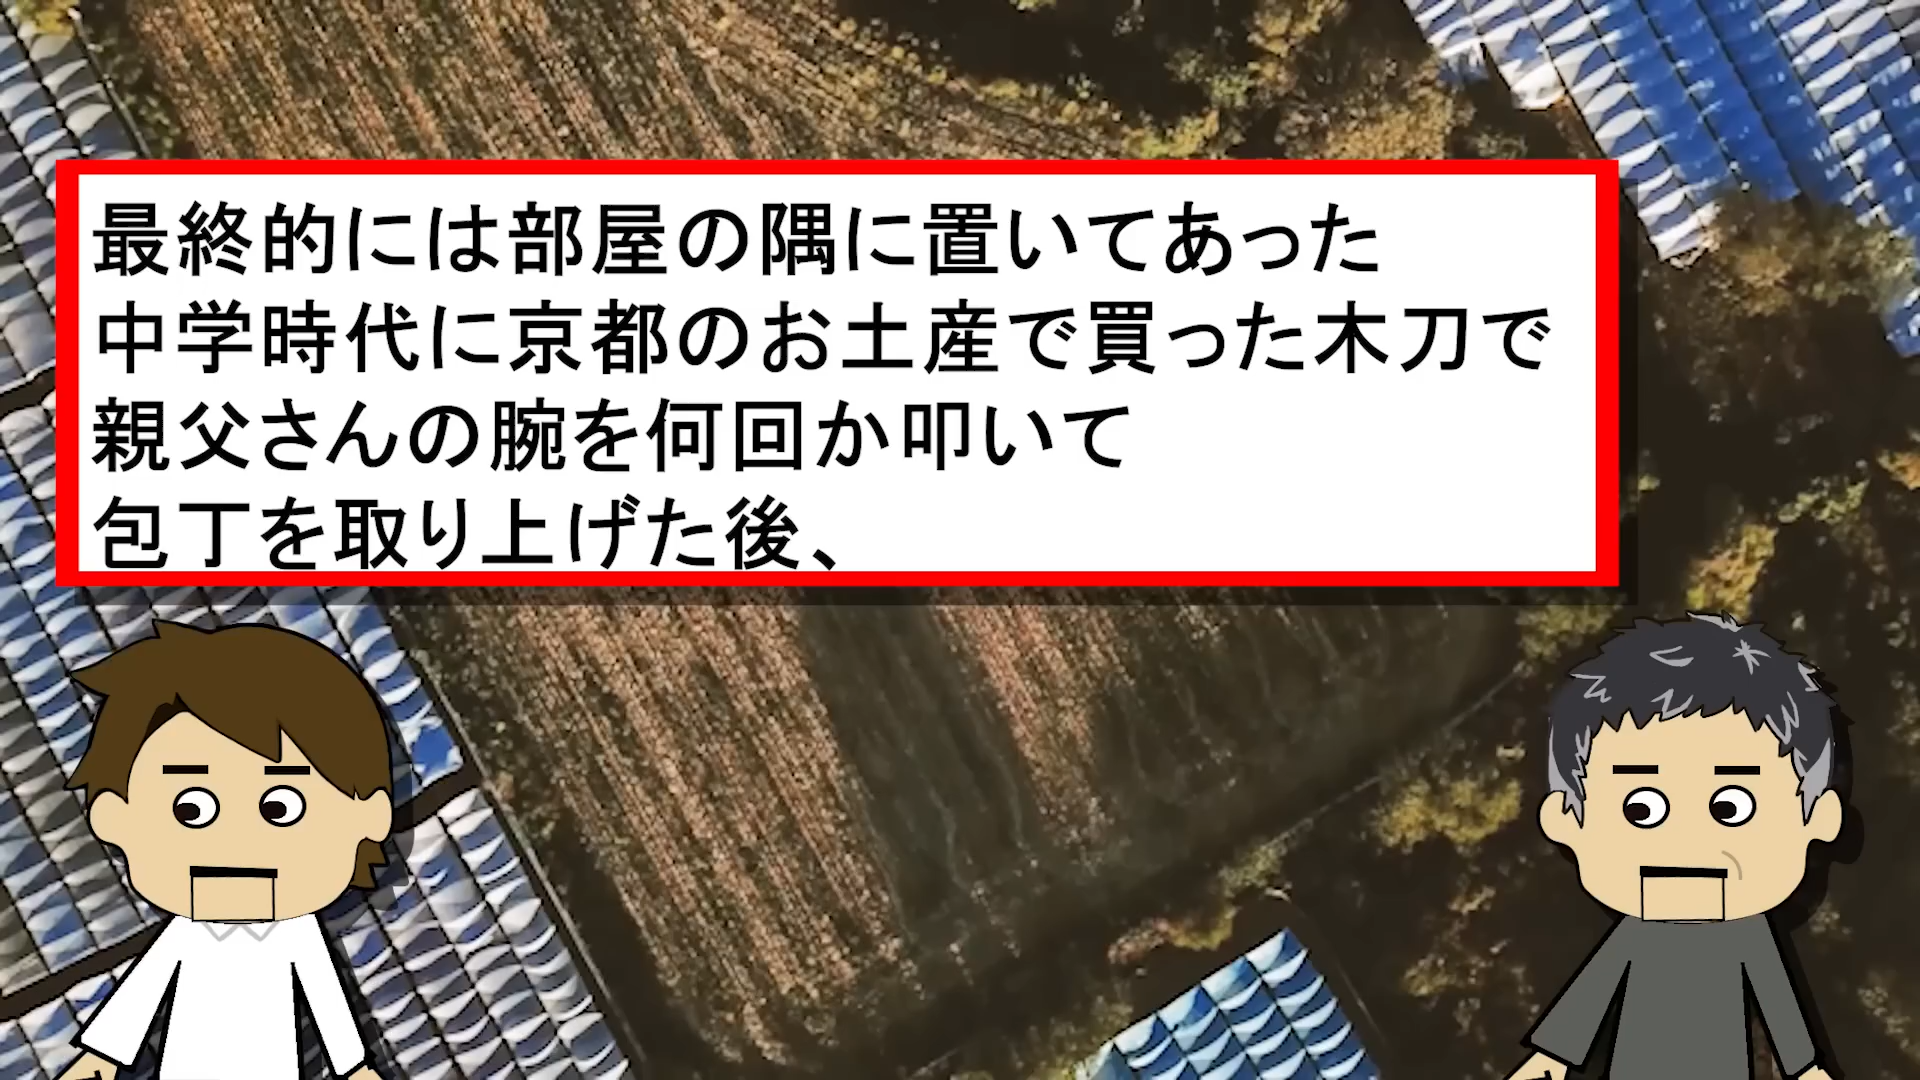 最終的には部屋の隅に置いてあった
中学時代に京都のお土産で買った木刀で
親父さんの腕を何回か叩いて
包丁を取り上げた後、